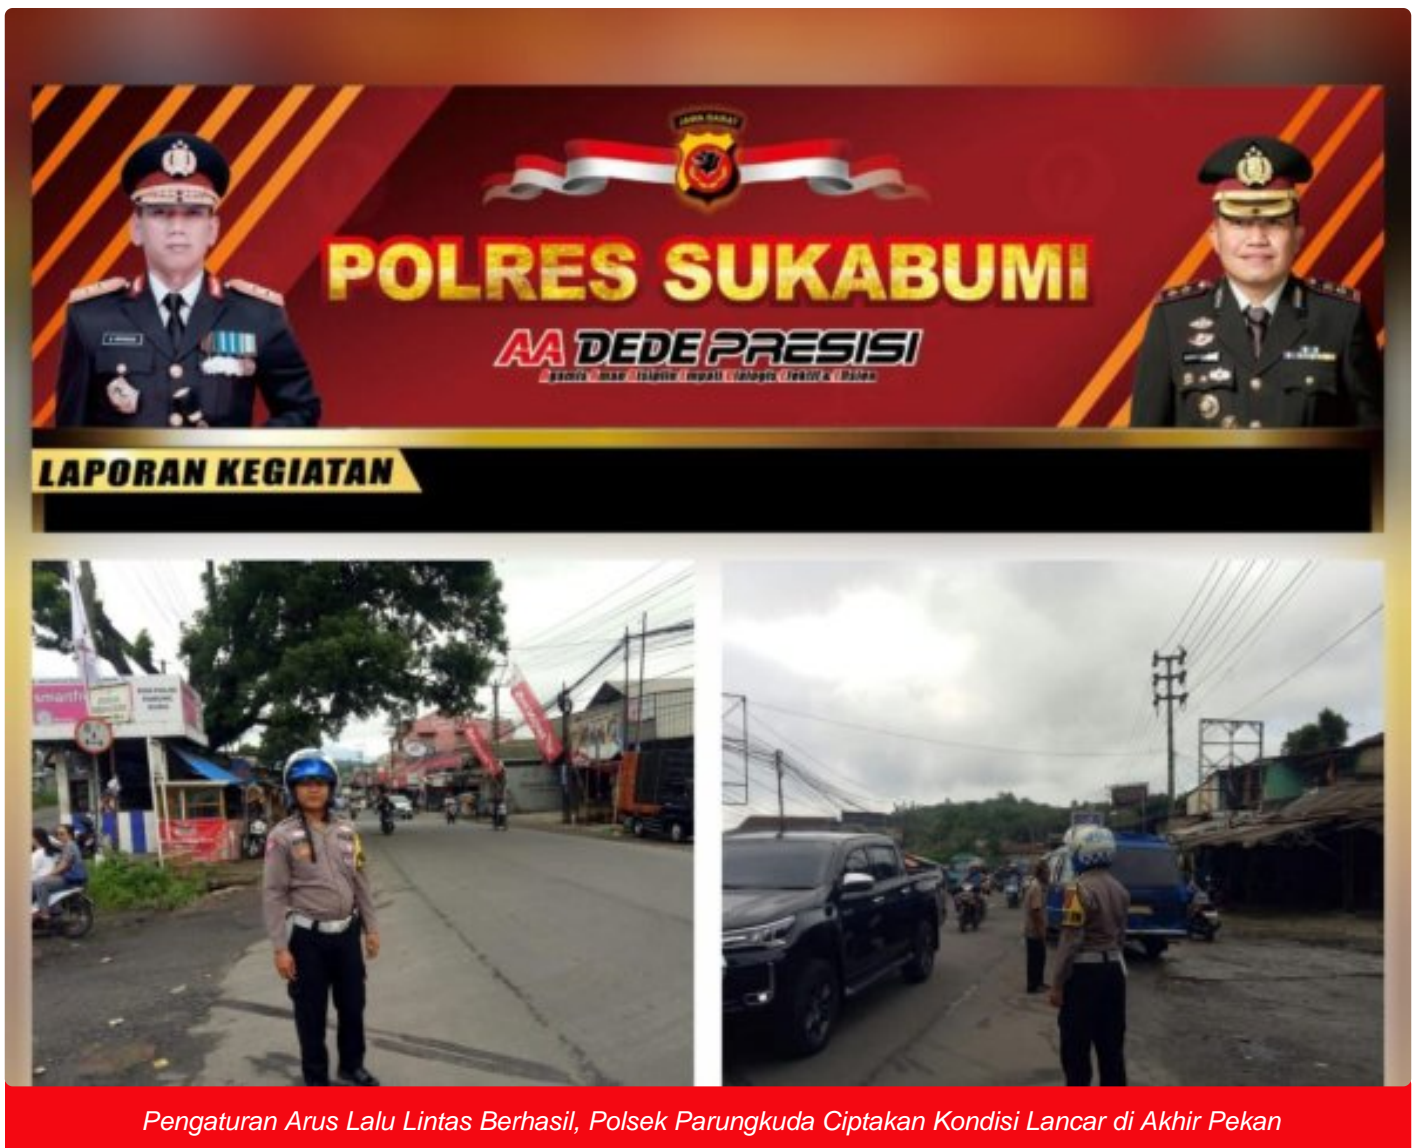 JAWA BARAT
POLRES SUKABUMI
AA DEDE PRESISI
LAPORAN KEGIATAN
Pengaturan Arus Lalu Lintas Berhasil, Polsek Parungkuda Ciptakan Kondisi Lancar di Akhir Pekan